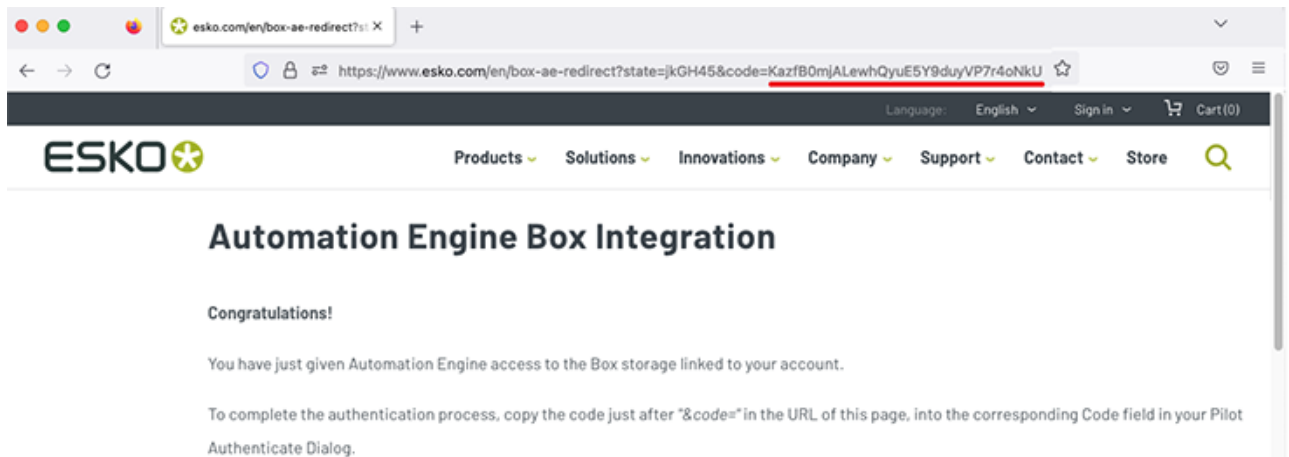 esko.com/en/box-ae-redirect?st
https://www.esko.com/en/box-ae-redirect?state=jkGH45&code=KazfB0mjALewhQyuE5Y9duyVP7r4oNkU
Language: English Sign in Cart(0)
ESKO Products Solutions Innovations Company Support Contact Store
Automation Engine Box Integration
Congratulations!
You have just given Automation Engine access to the Box storage linked to your account.
To complete the authentication process, copy the code just after "&code=" in the URL of this page, into the corresponding Code field in your Pilot
Authenticate Dialog.